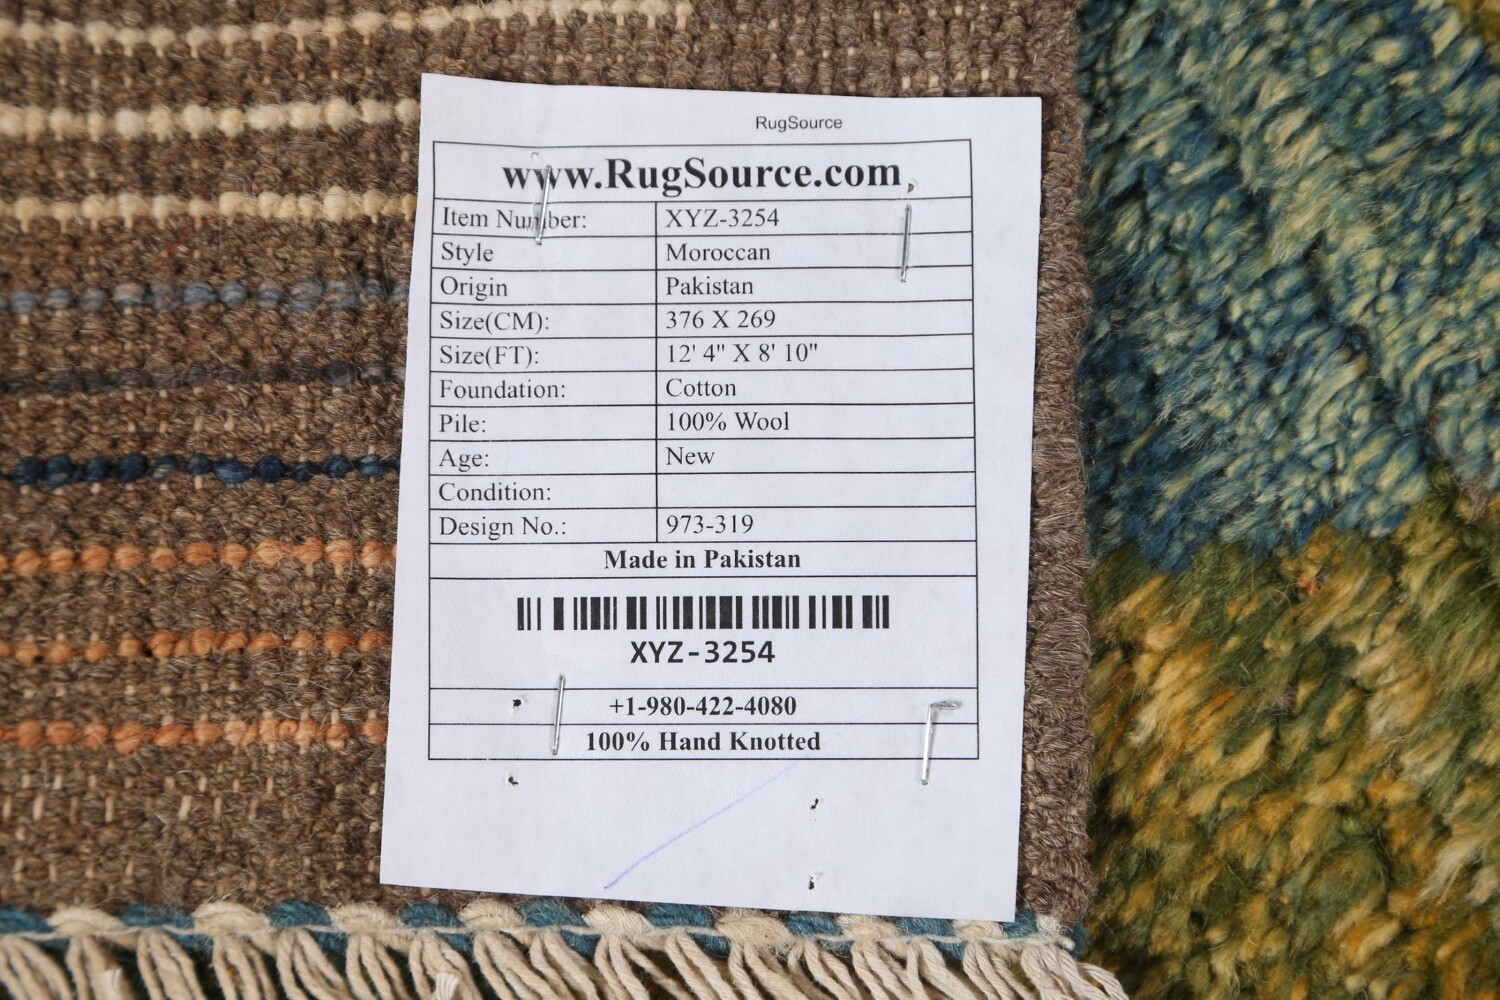 RugSource
www.RugSource.com
Item Number: XYZ-3254
Style Moroccan
Origin Pakistan
Size(CM): 376 X 269
Size(FT): 12' 4" X 8' 10"
Foundation: Cotton
Pile: 100% Wool
Age: New
Condition:
Design No.: 973-319
Made in Pakistan
XYZ-3254
+1-980-422-4080
100% Hand Knotted